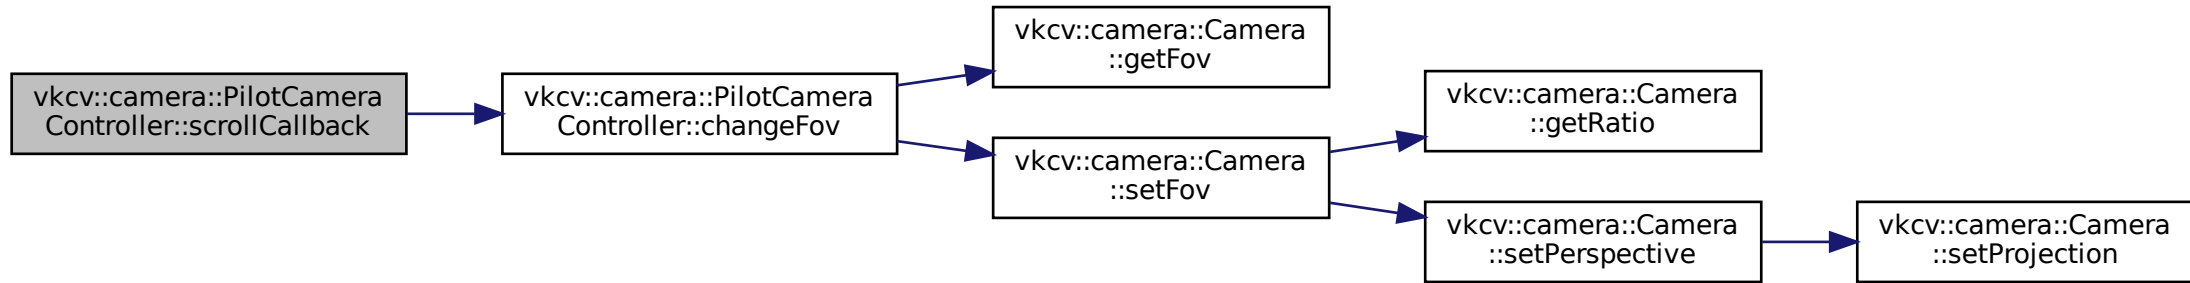 vkcv::camera::PilotCamera
Controller::scrollCallback
vkcv::camera::PilotCamera
Controller::changeFov
vkcv::camera::Camera
::getFov
vkcv::camera::Camera
::setFov
vkcv::camera::Camera
::getRatio
vkcv::camera::Camera
::setPerspective
vkcv::camera::Camera
::setProjection